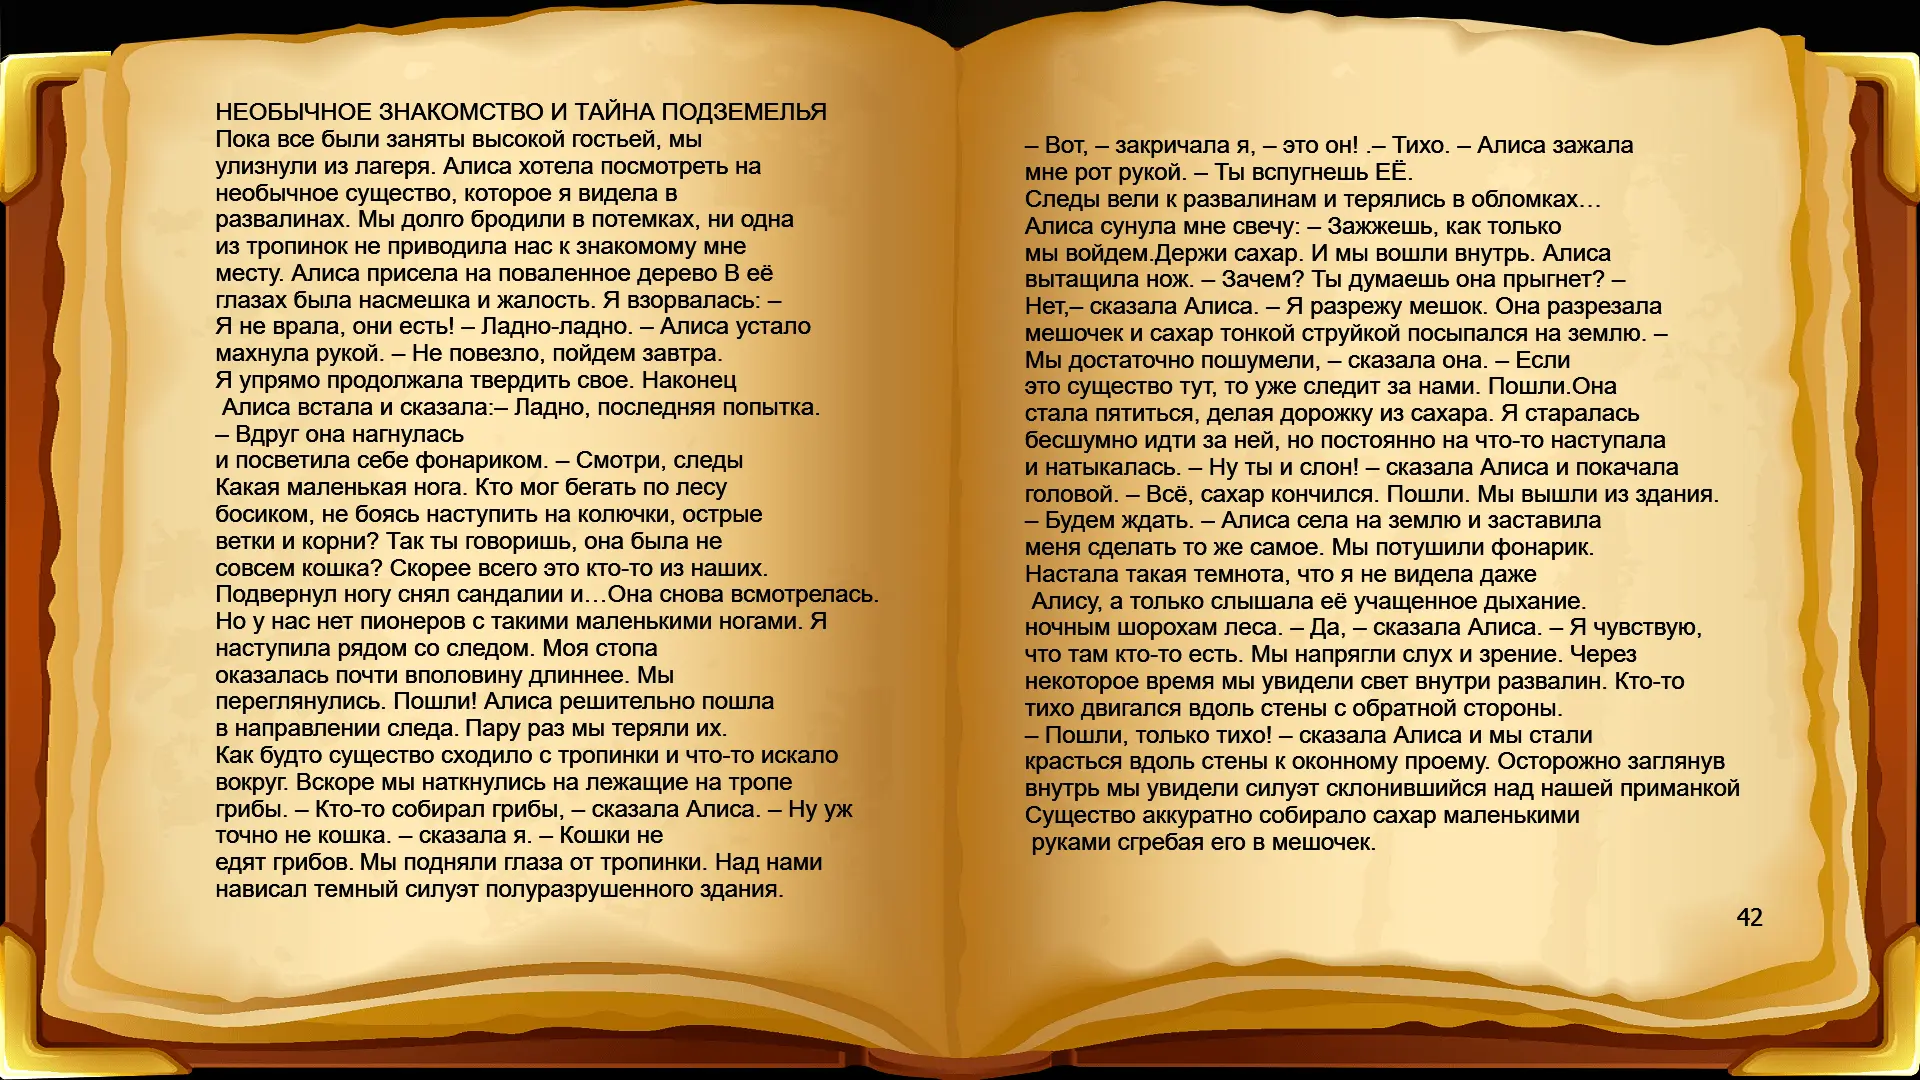 НЕОБЫЧНОЕ ЗНАКОМСТВО И ТАЙНА ПОДЗЕМЕЛЬЯ
Пока все были заняты высокой гостьей, мы
улизнули из лагеря. Алиса хотела посмотреть на
необычное существо, которое я видела в
развалинах. Мы долго бродили в потемках, ни одна
из тропинок не приводила нас к знакомому мне
месту. Алиса присела на поваленное дерево В её
глазах была насмешка и жалость. Я взорвалась: –
Я не врала, они есть! – Ладно-ладно. – Алиса устало
махнула рукой. – Не повезло, пойдем завтра.
Я упрямо продолжала твердить свое. Наконец
Алиса встала и сказала:– Ладно, последняя попытка.
– Вдруг она нагнулась
и посветила себе фонариком. – Смотри, следы
Какая маленькая нога. Кто мог бегать по лесу
босиком, не боясь наступить на колючки, острые
ветки и корни? Так ты говоришь, она была не
совсем кошка? Скорее всего это кто-то из наших.
Подвернул ногу снял сандалии и…Она снова всмотрелась.
Но у нас нет пионеров с такими маленькими ногами. Я
наступила рядом со следом. Моя стопа
оказалась почти вполовину длиннее. Мы
переглянулись. Пошли! Алиса решительно пошла
в направлении следа. Пару раз мы теряли их.
Как будто существо сходило с тропинки и что-то искало
вокруг. Вскоре мы наткнулись на лежащие на тропе
грибы. – Кто-то собирал грибы, – сказала Алиса. – Ну уж
точно не кошка. – сказала я. – Кошки не
едят грибов. Мы подняли глаза от тропинки. Над нами
нависал темный силуэт полуразрушенного здания.
– Вот, – закричала я, – это он! .– Тихо. – Алиса зажала
мне рот рукой. – Ты вспугнешь ЕЁ.
Следы вели к развалинам и терялись в обломках…
Алиса сунула мне свечу: – Зажжешь, как только
мы войдем.Держи сахар. И мы вошли внутрь. Алиса
вытащила нож. – Зачем? Ты думаешь она прыгнет? –
Нет,– сказала Алиса. – Я разрежу мешок. Она разрезала
мешочек и сахар тонкой струйкой посыпался на землю. –
Мы достаточно пошумели, – сказала она. – Если
это существо тут, то уже следит за нами. Пошли.Она
стала пятиться, делая дорожку из сахара. Я старалась
бесшумно идти за ней, но постоянно на что-то наступала
и натыкалась. – Ну ты и слон! – сказала Алиса и покачала
головой. – Всё, сахар кончился. Пошли. Мы вышли из здания.
– Будем ждать. – Алиса села на землю и заставила
меня сделать то же самое. Мы потушили фонарик.
Настала такая темнота, что я не видела даже
Алису, а только слышала её учащенное дыхание.
ночным шорохам леса. – Да, – сказала Алиса. – Я чувствую,
что там кто-то есть. Мы напрягли слух и зрение. Через
некоторое время мы увидели свет внутри развалин. Кто-то
тихо двигался вдоль стены с обратной стороны.
– Пошли, только тихо! – сказала Алиса и мы стали
красться вдоль стены к оконному проему. Осторожно заглянув
внутрь мы увидели силуэт склонившийся над нашей приманкой
Существо аккуратно собирало сахар маленькими
руками сгребая его в мешочек.
42